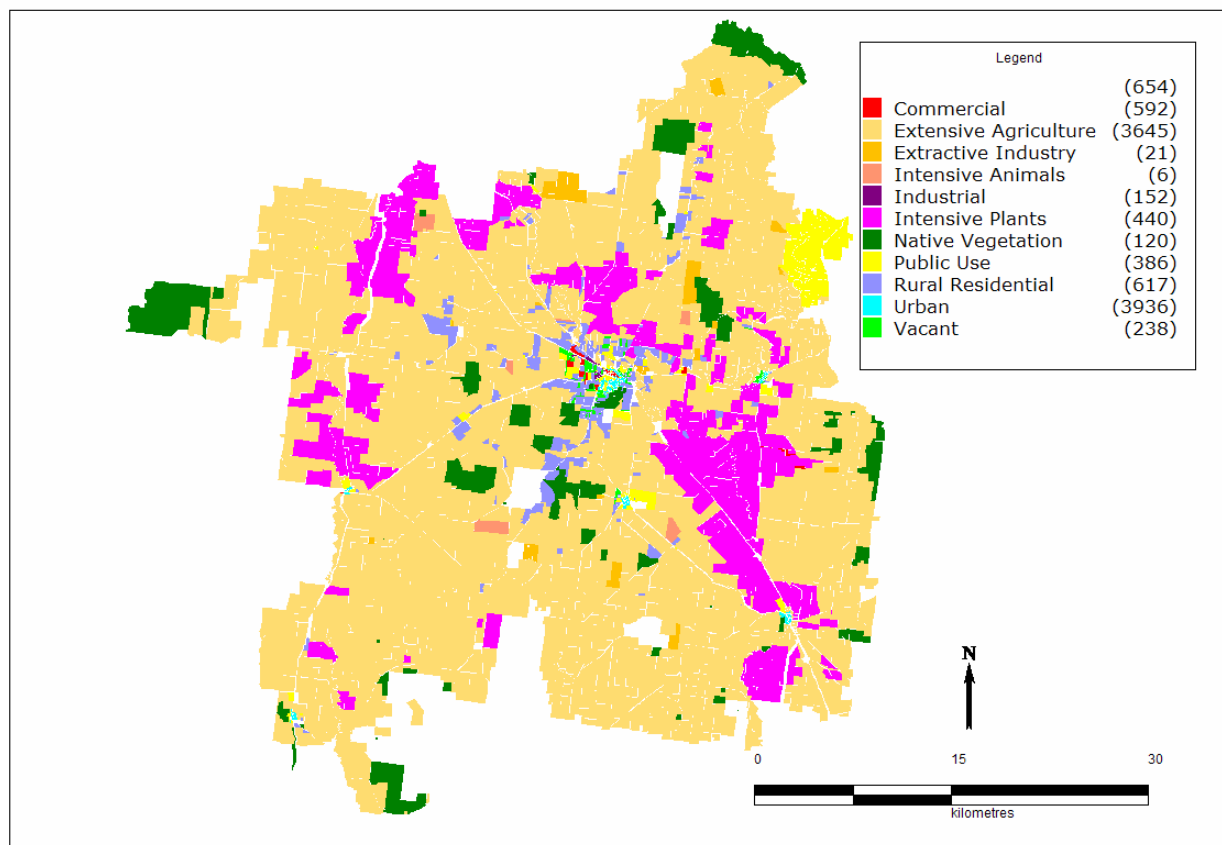 Legend
(654)
Commercial (592)
Extensive Agriculture (3645)
Extractive Industry (21)
Intensive Animals (6)
Industrial (152)
Intensive Plants (440)
Native Vegetation (120)
Public Use (386)
Rural Residential (617)
Urban (3936)
Vacant (238)
N
0 15 30
kilometres